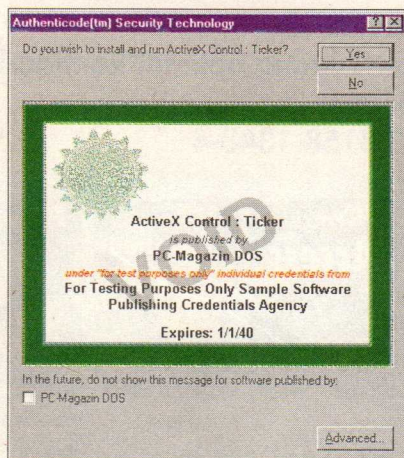 Authenticode[tm] Security Technology
Do you wish to install and run ActiveX Control : Ticker?
Yes
No
VOID
ActiveX Control : Ticker
is published by
PC-Magazin DOS
under "for test purposes only" individual credentials from
For Testing Purposes Only Sample Software
Publishing Credentials Agency
Expires: 1/1/40
In the future, do not show this message for software published by:
PC-Magazin DOS
Advanced...